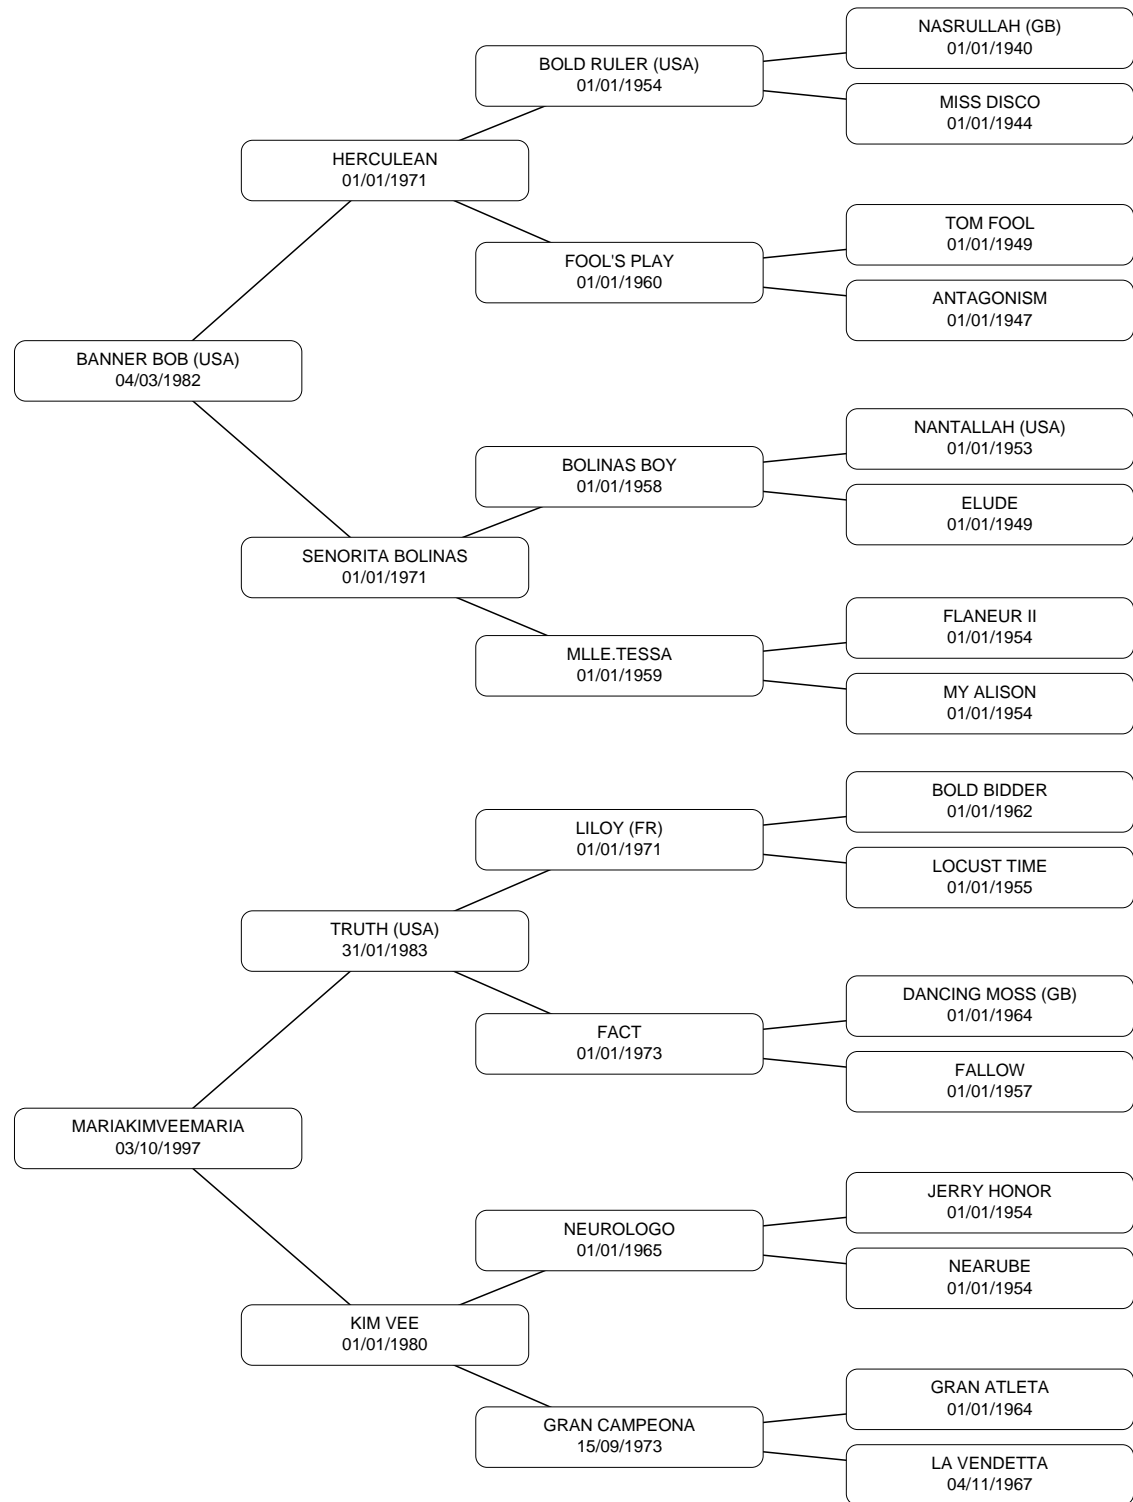 NASRULLAH (GB)
01/01/1940
BOLD RULER (USA)
01/01/1954
MISS DISCO
01/01/1944
HERCULEAN
01/01/1971
TOM FOOL
01/01/1949
FOOL'S PLAY
01/01/1960
ANTAGONISM
01/01/1947
BANNER BOB (USA)
04/03/1982
NANTALLAH (USA)
01/01/1953
BOLINAS BOY
01/01/1958
ELUDE
01/01/1949
SENORITA BOLINAS
01/01/1971
FLANEUR II
01/01/1954
MLLE.TESSA
01/01/1959
MY ALISON
01/01/1954
BOLD BIDDER
01/01/1962
LILOY (FR)
01/01/1971
LOCUST TIME
01/01/1955
TRUTH (USA)
31/01/1983
DANCING MOSS (GB)
01/01/1964
FACT
01/01/1973
FALLOW
01/01/1957
MARIAKIMVEEMARIA
03/10/1997
JERRY HONOR
01/01/1954
NEUROLOGO
01/01/1965
NEARUBE
01/01/1954
KIM VEE
01/01/1980
GRAN ATLETA
01/01/1964
GRAN CAMPEONA
15/09/1973
LA VENDETTA
04/11/1967